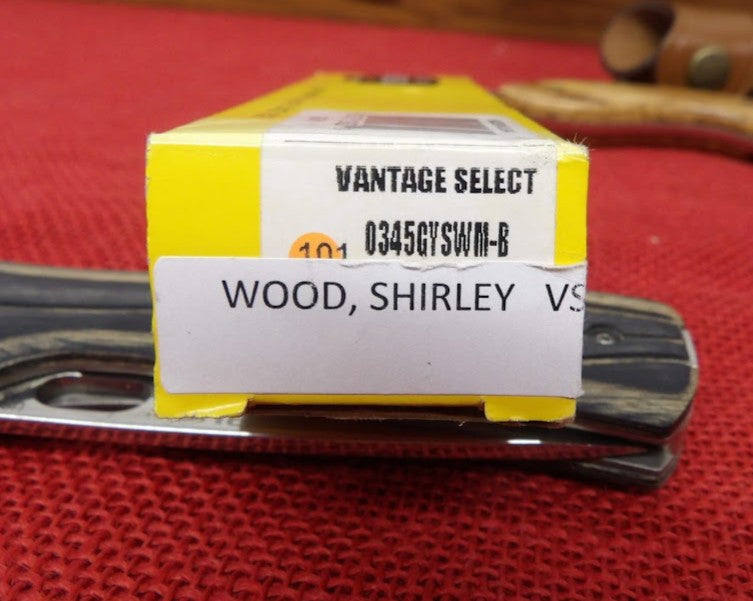 VANTAGE SELECT
101 0345GYSWM-B
WOOD, SHIRLEY VS